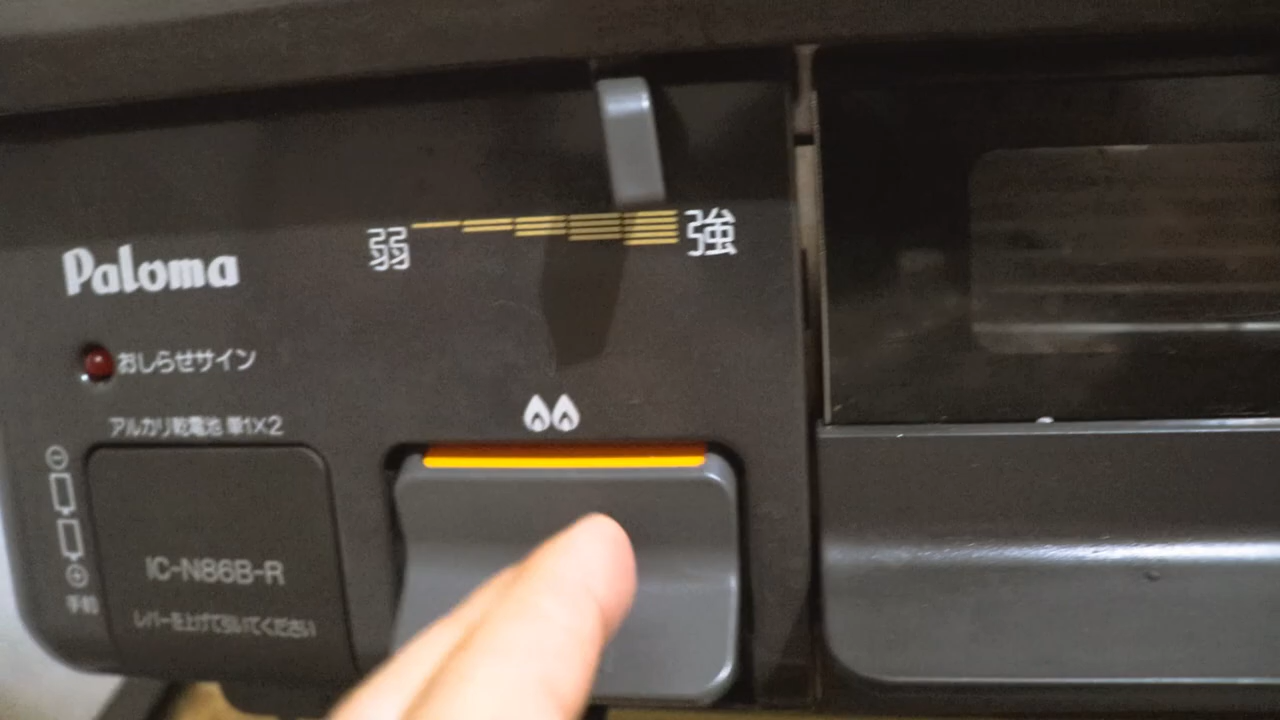 弱 強
Paloma
おしらせサイン
アルカリ乾電池 単1×2
⊖
⊕
手前
IC-N86B-R
レバーを上げて引いてください